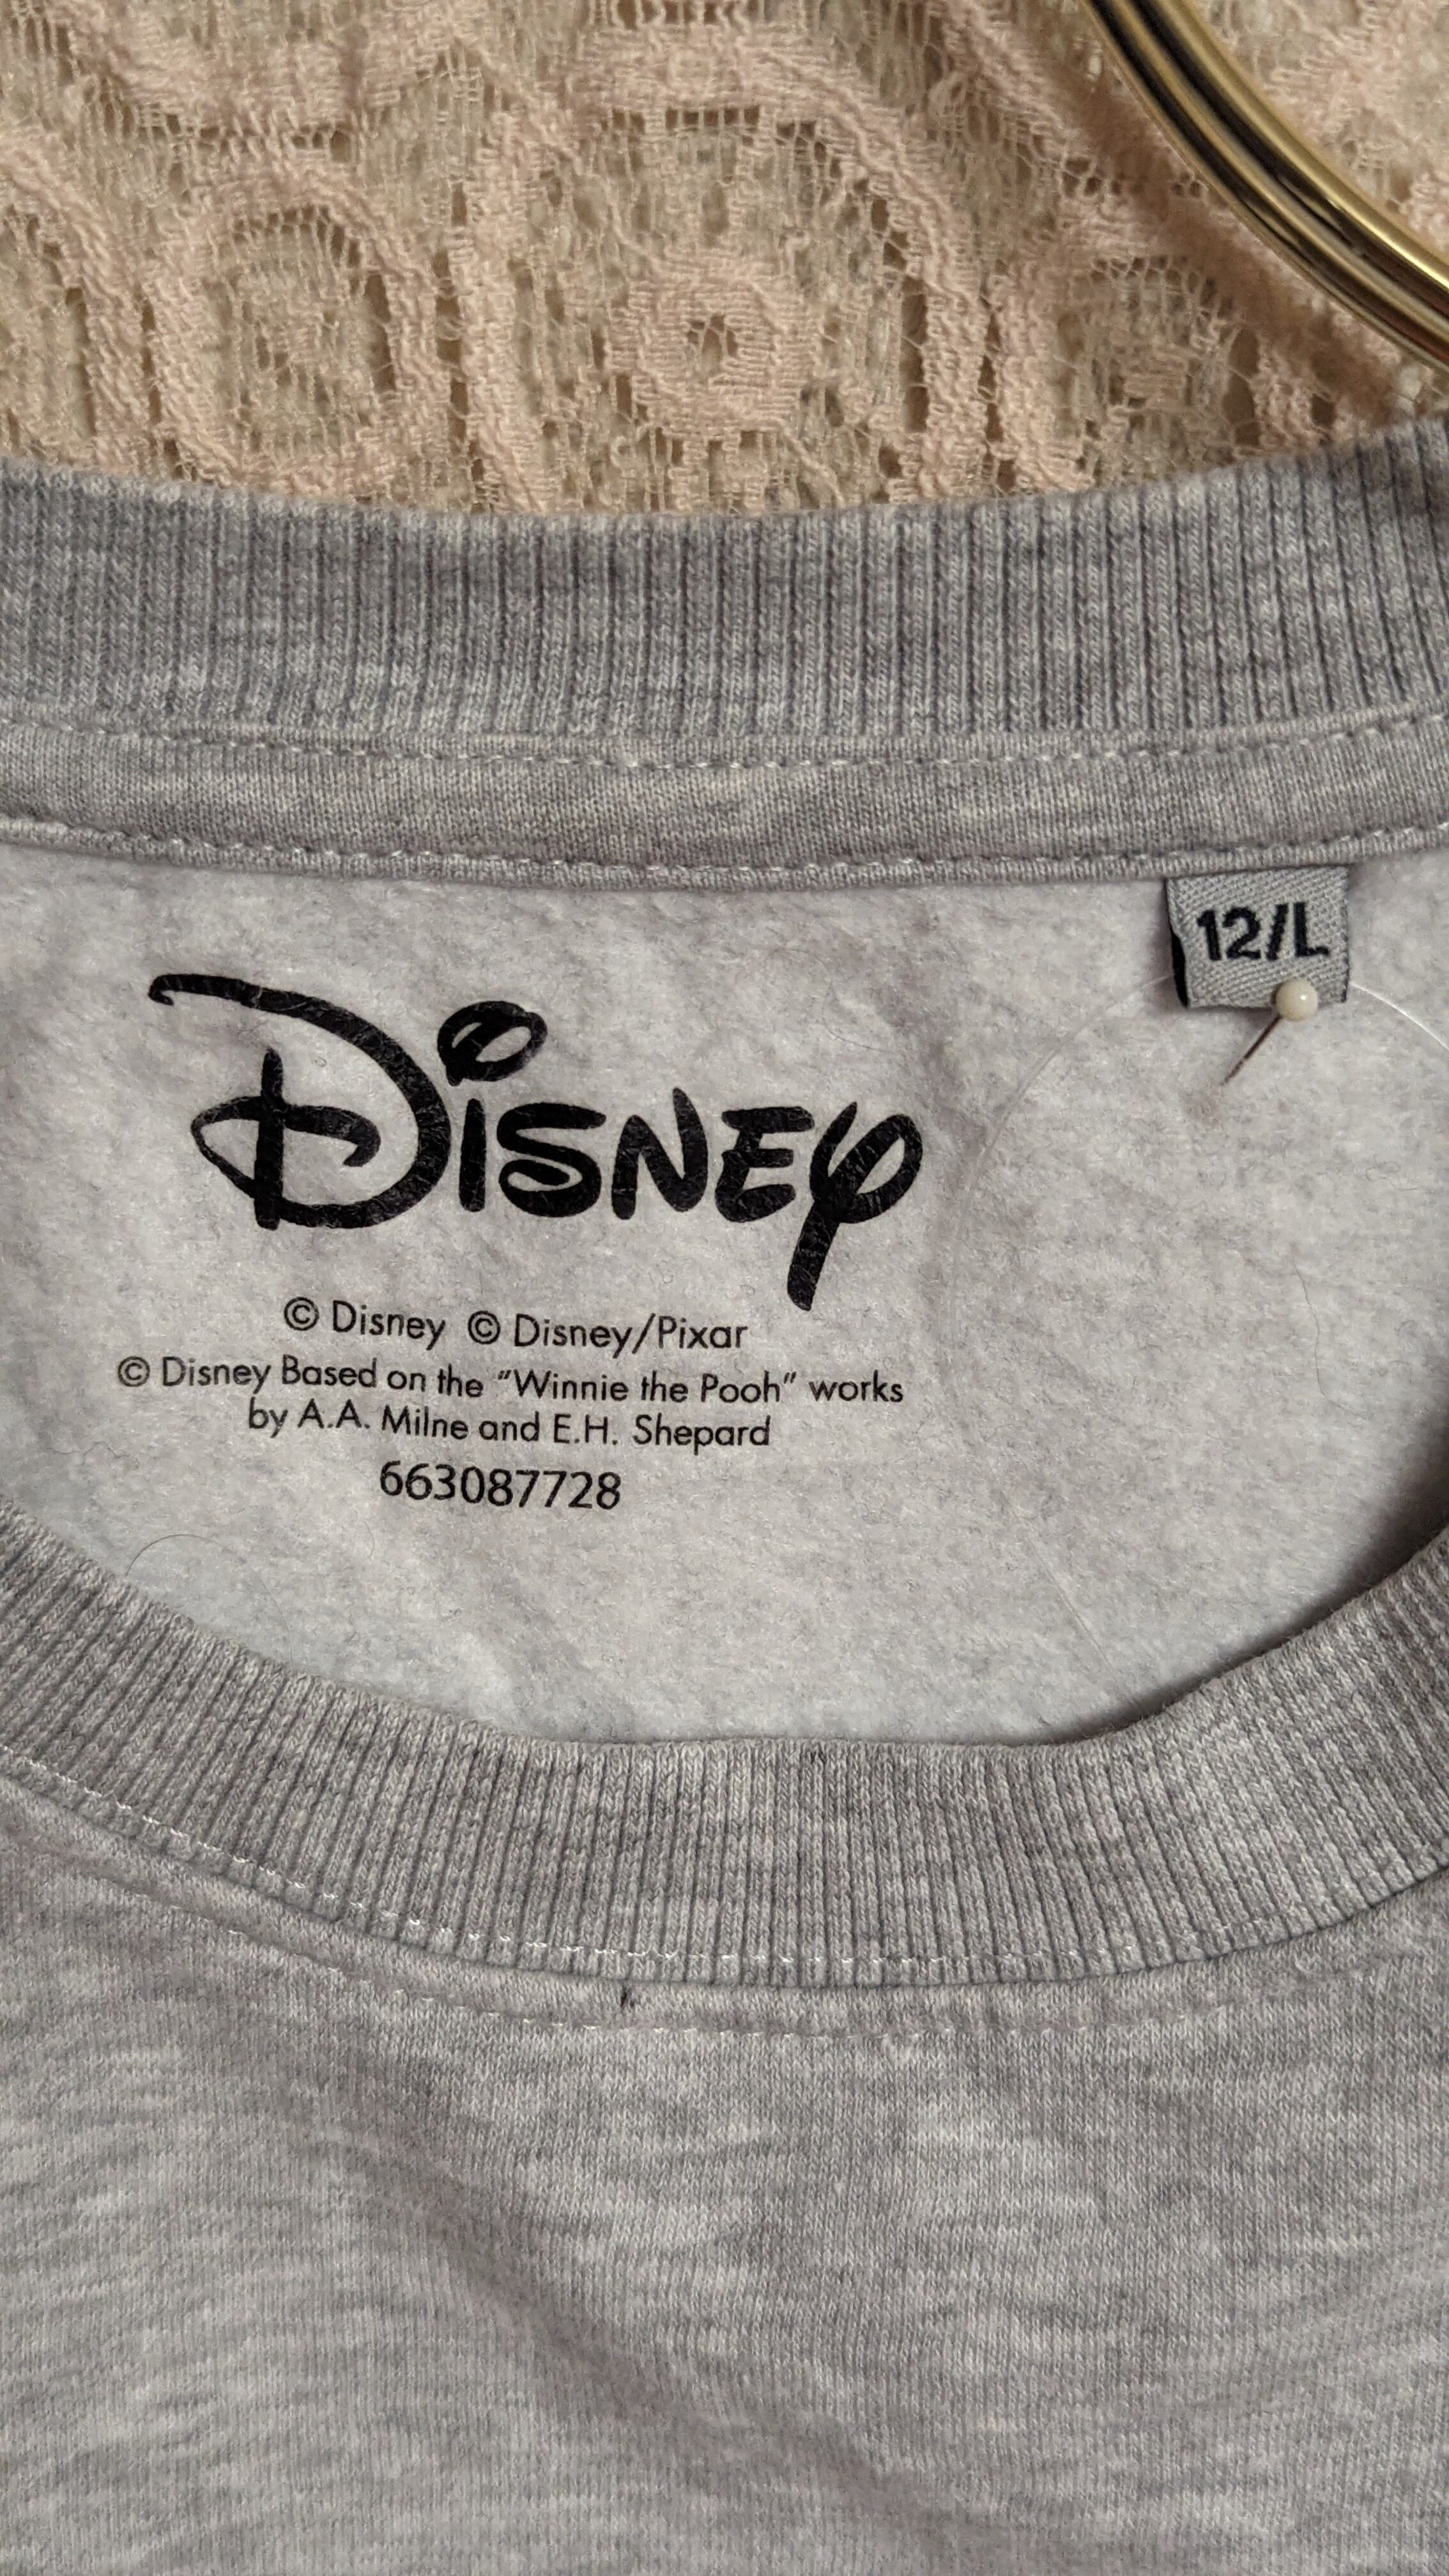 12/L
Disney
© Disney © Disney/Pixar
© Disney Based on the "Winnie the Pooh" works
by A.A. Milne and E.H. Shepard
663087728